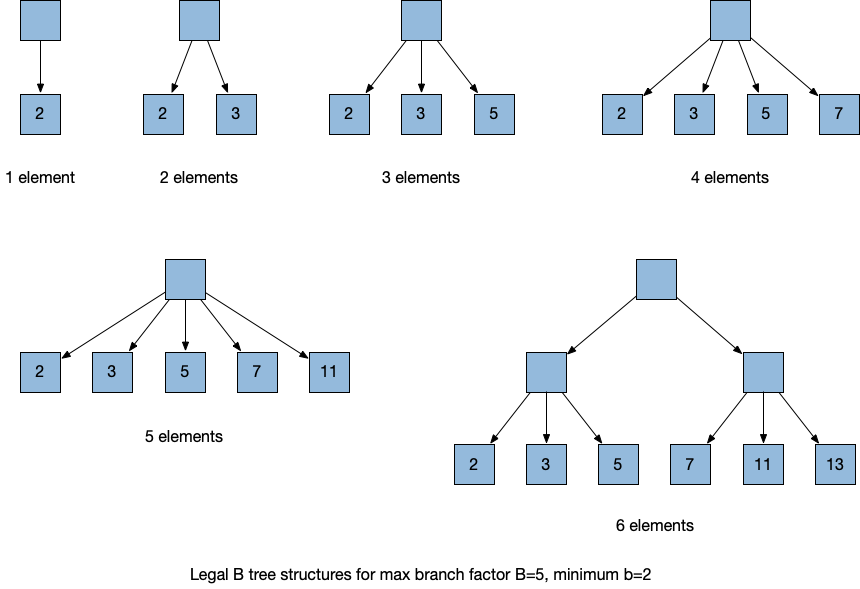 2
2 3
2 3 5
2 3 5 7
1 element
2 elements
3 elements
4 elements
2 3 5 7 11
5 elements
2 3 5 7 11 13
6 elements
Legal B tree structures for max branch factor B=5, minimum b=2